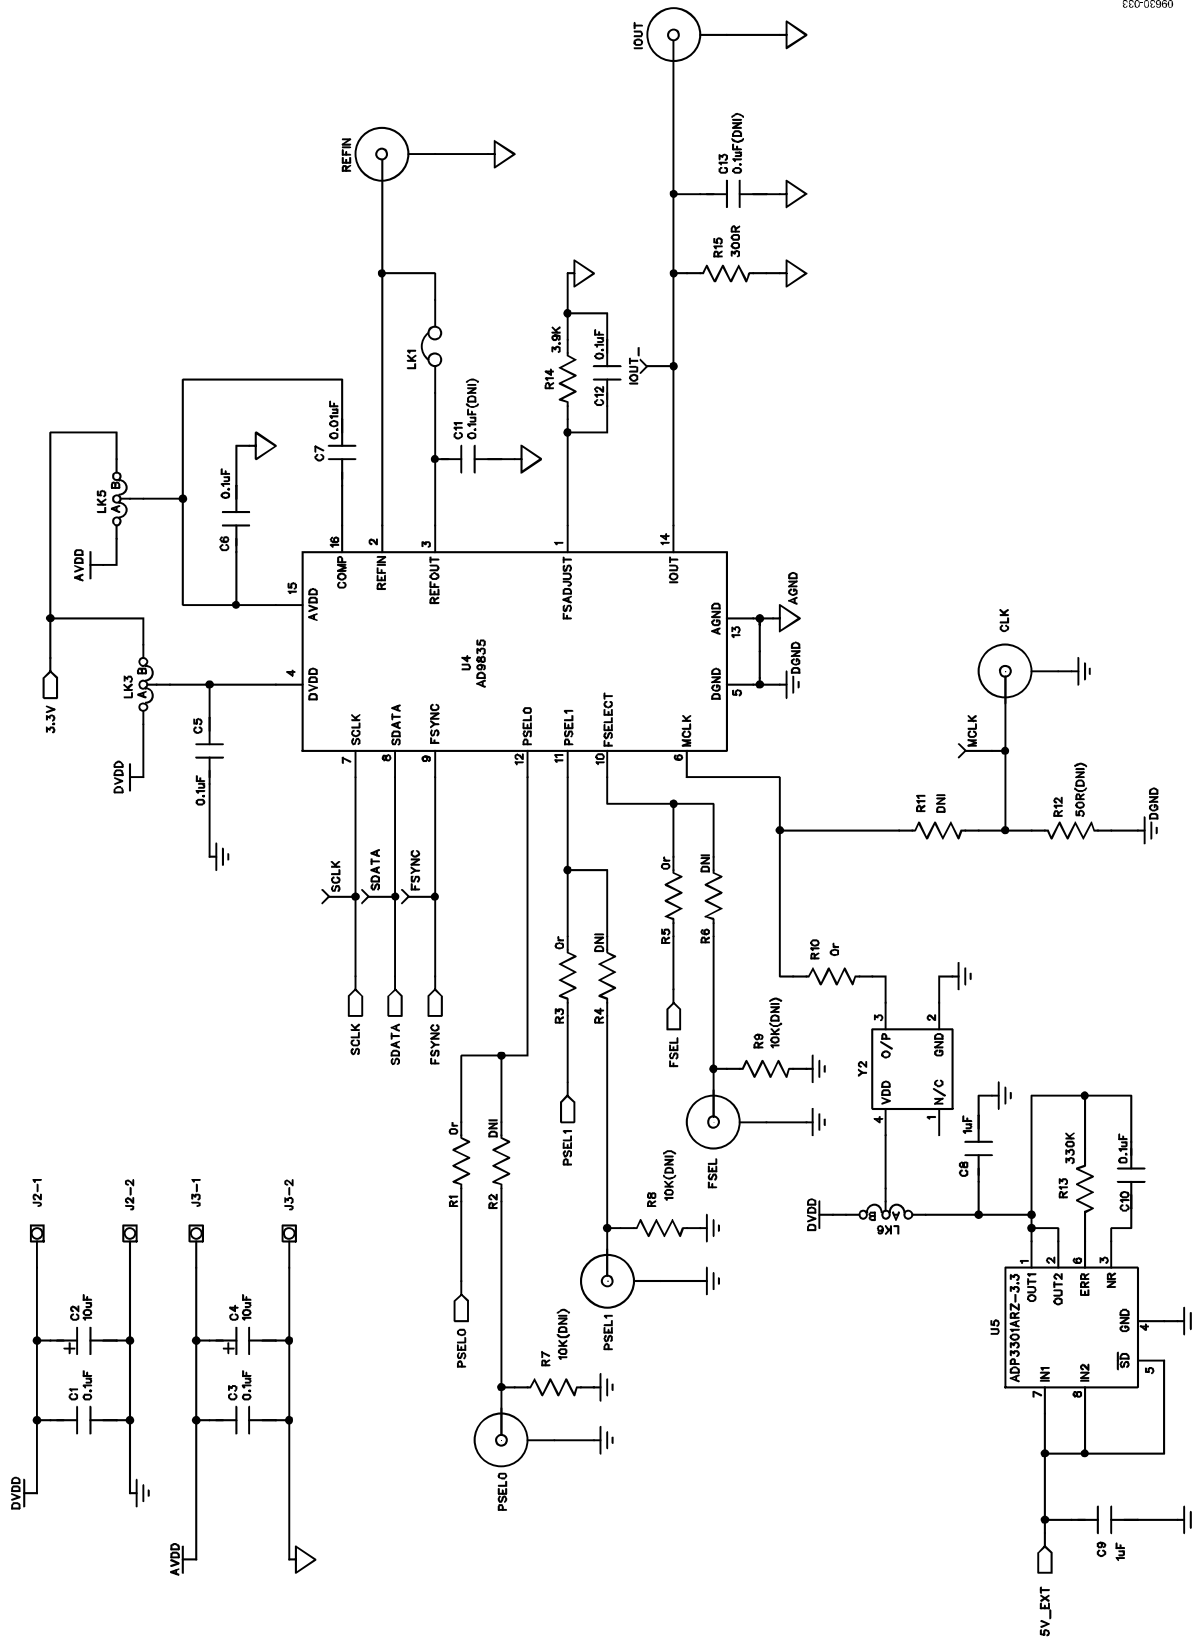 DVDD
J2-1
C1
0.1uF
C2
10uF
J2-2
AVDD
J3-1
C3
0.1uF
C4
10uF
J3-2
3.3V
LK3
A
B
DVDD
C5
0.1uF
LK5
A
B
AVDD
C6
0.1uF
C7
0.01uF
REFIN
LK1
C11
0.1uF(DNI)
R14
3.9K
C12
0.1uF
IOUT_
IOUT
C13
0.1uF(DNI)
R15
300R
U4
AD9835
4
DVDD
15
AVDD
16
COMP
2
REFIN
3
REFOUT
1
FSADJUST
14
IOUT
7
SCLK
8
SDATA
9
FSYNC
12
PSEL0
11
PSEL1
10
FSELECT
6
MCLK
5
DGND
13
AGND
DGND
AGND
SCLK
SDATA
FSYNC
SCLK
SDATA
FSYNC
R1
0r
R2
DNI
PSEL0
PSEL0
R7
10K(DNI)
R3
0r
R4
DNI
PSEL1
PSEL1
R8
10K(DNI)
R5
0r
R6
DNI
FSEL
FSEL
R9
10K(DNI)
R10
0r
R11
DNI
R12
50R(DNI)
DGND
MCLK
CLK
Y2
4
VDD
3
O/P
1
N/C
2
GND
DVDD
LK6
A
B
C8
1uF
R13
330K
C10
0.1uF
U5
ADP3301ARZ-3.3
7
IN1
8
IN2
5
SD
4
GND
1
OUT1
2
OUT2
6
ERR
3
NR
5V_EXT
C9
1uF
09630-033